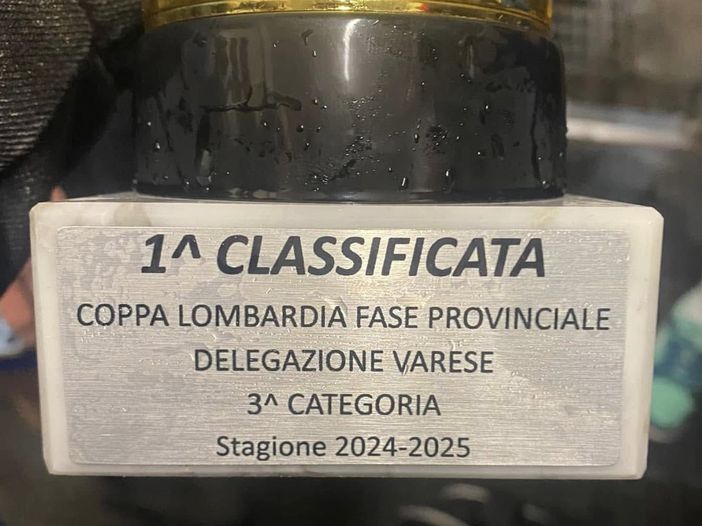 1^ CLASSIFICATA
COPPA LOMBARDIA FASE PROVINCIALE
DELEGAZIONE VARESE
3^ CATEGORIA
Stagione 2024-2025